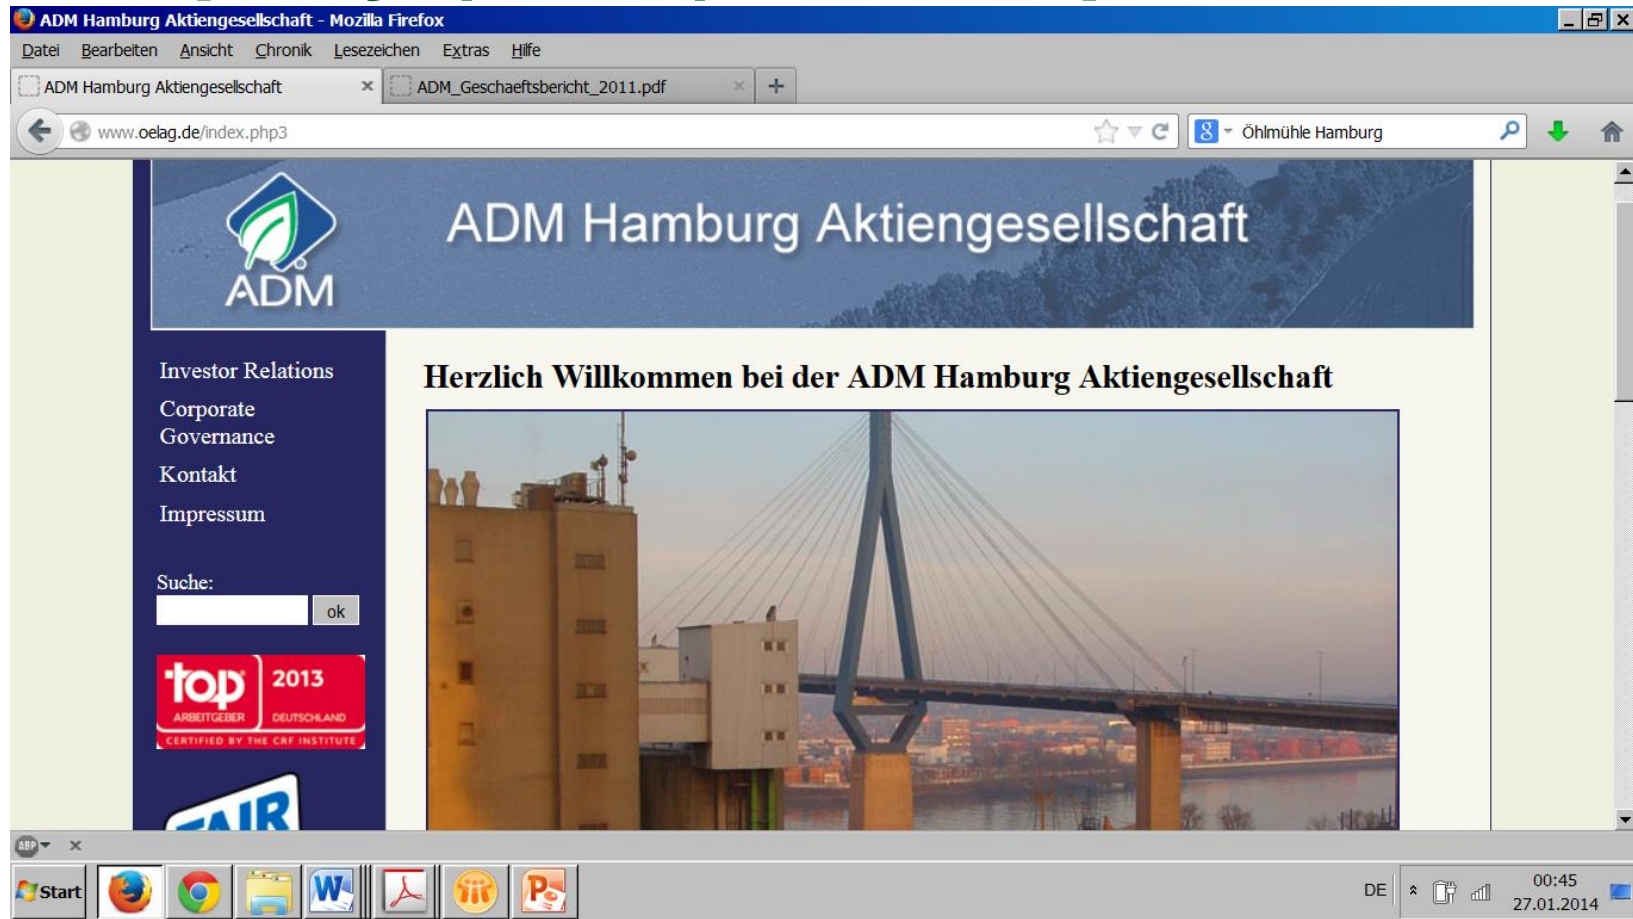 ADM Hamburg Aktiengesellschaft - Mozilla Firefox
Datei Bearbeiten Ansicht Chronik Lesezeichen Extras Hilfe
ADM Hamburg Aktiengesellschaft ADM_Geschaeftsbericht_2011.pdf
www.oelag.de/index.php3 8 Öhlmühle Hamburg
ADM
ADM Hamburg Aktiengesellschaft
Investor Relations
Corporate
Governance
Kontakt
Impressum
Suche:
ok
top 2013
ARBEITGEBER DEUTSCHLAND
CERTIFIED BY THE CRF INSTITUTE
FAIR
Herzlich Willkommen bei der ADM Hamburg Aktiengesellschaft
ABP
Start DE 00:45
27.01.2014